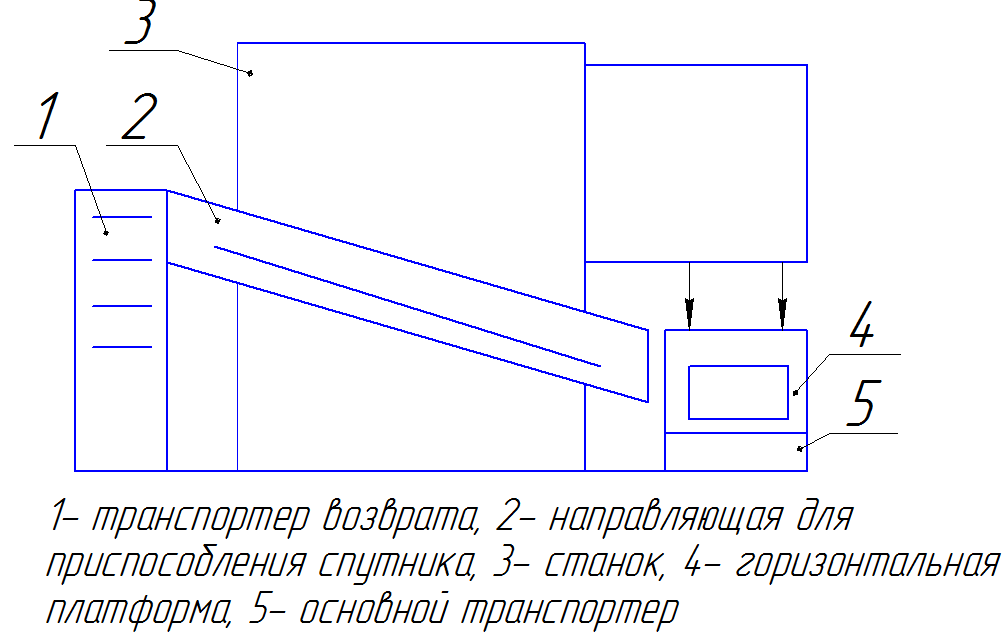 3
1
2
4
5
1- транспортер возврата, 2- направляющая для
приспособления спутника, 3- станок, 4- горизонтальная
платформа, 5- основной транспортер